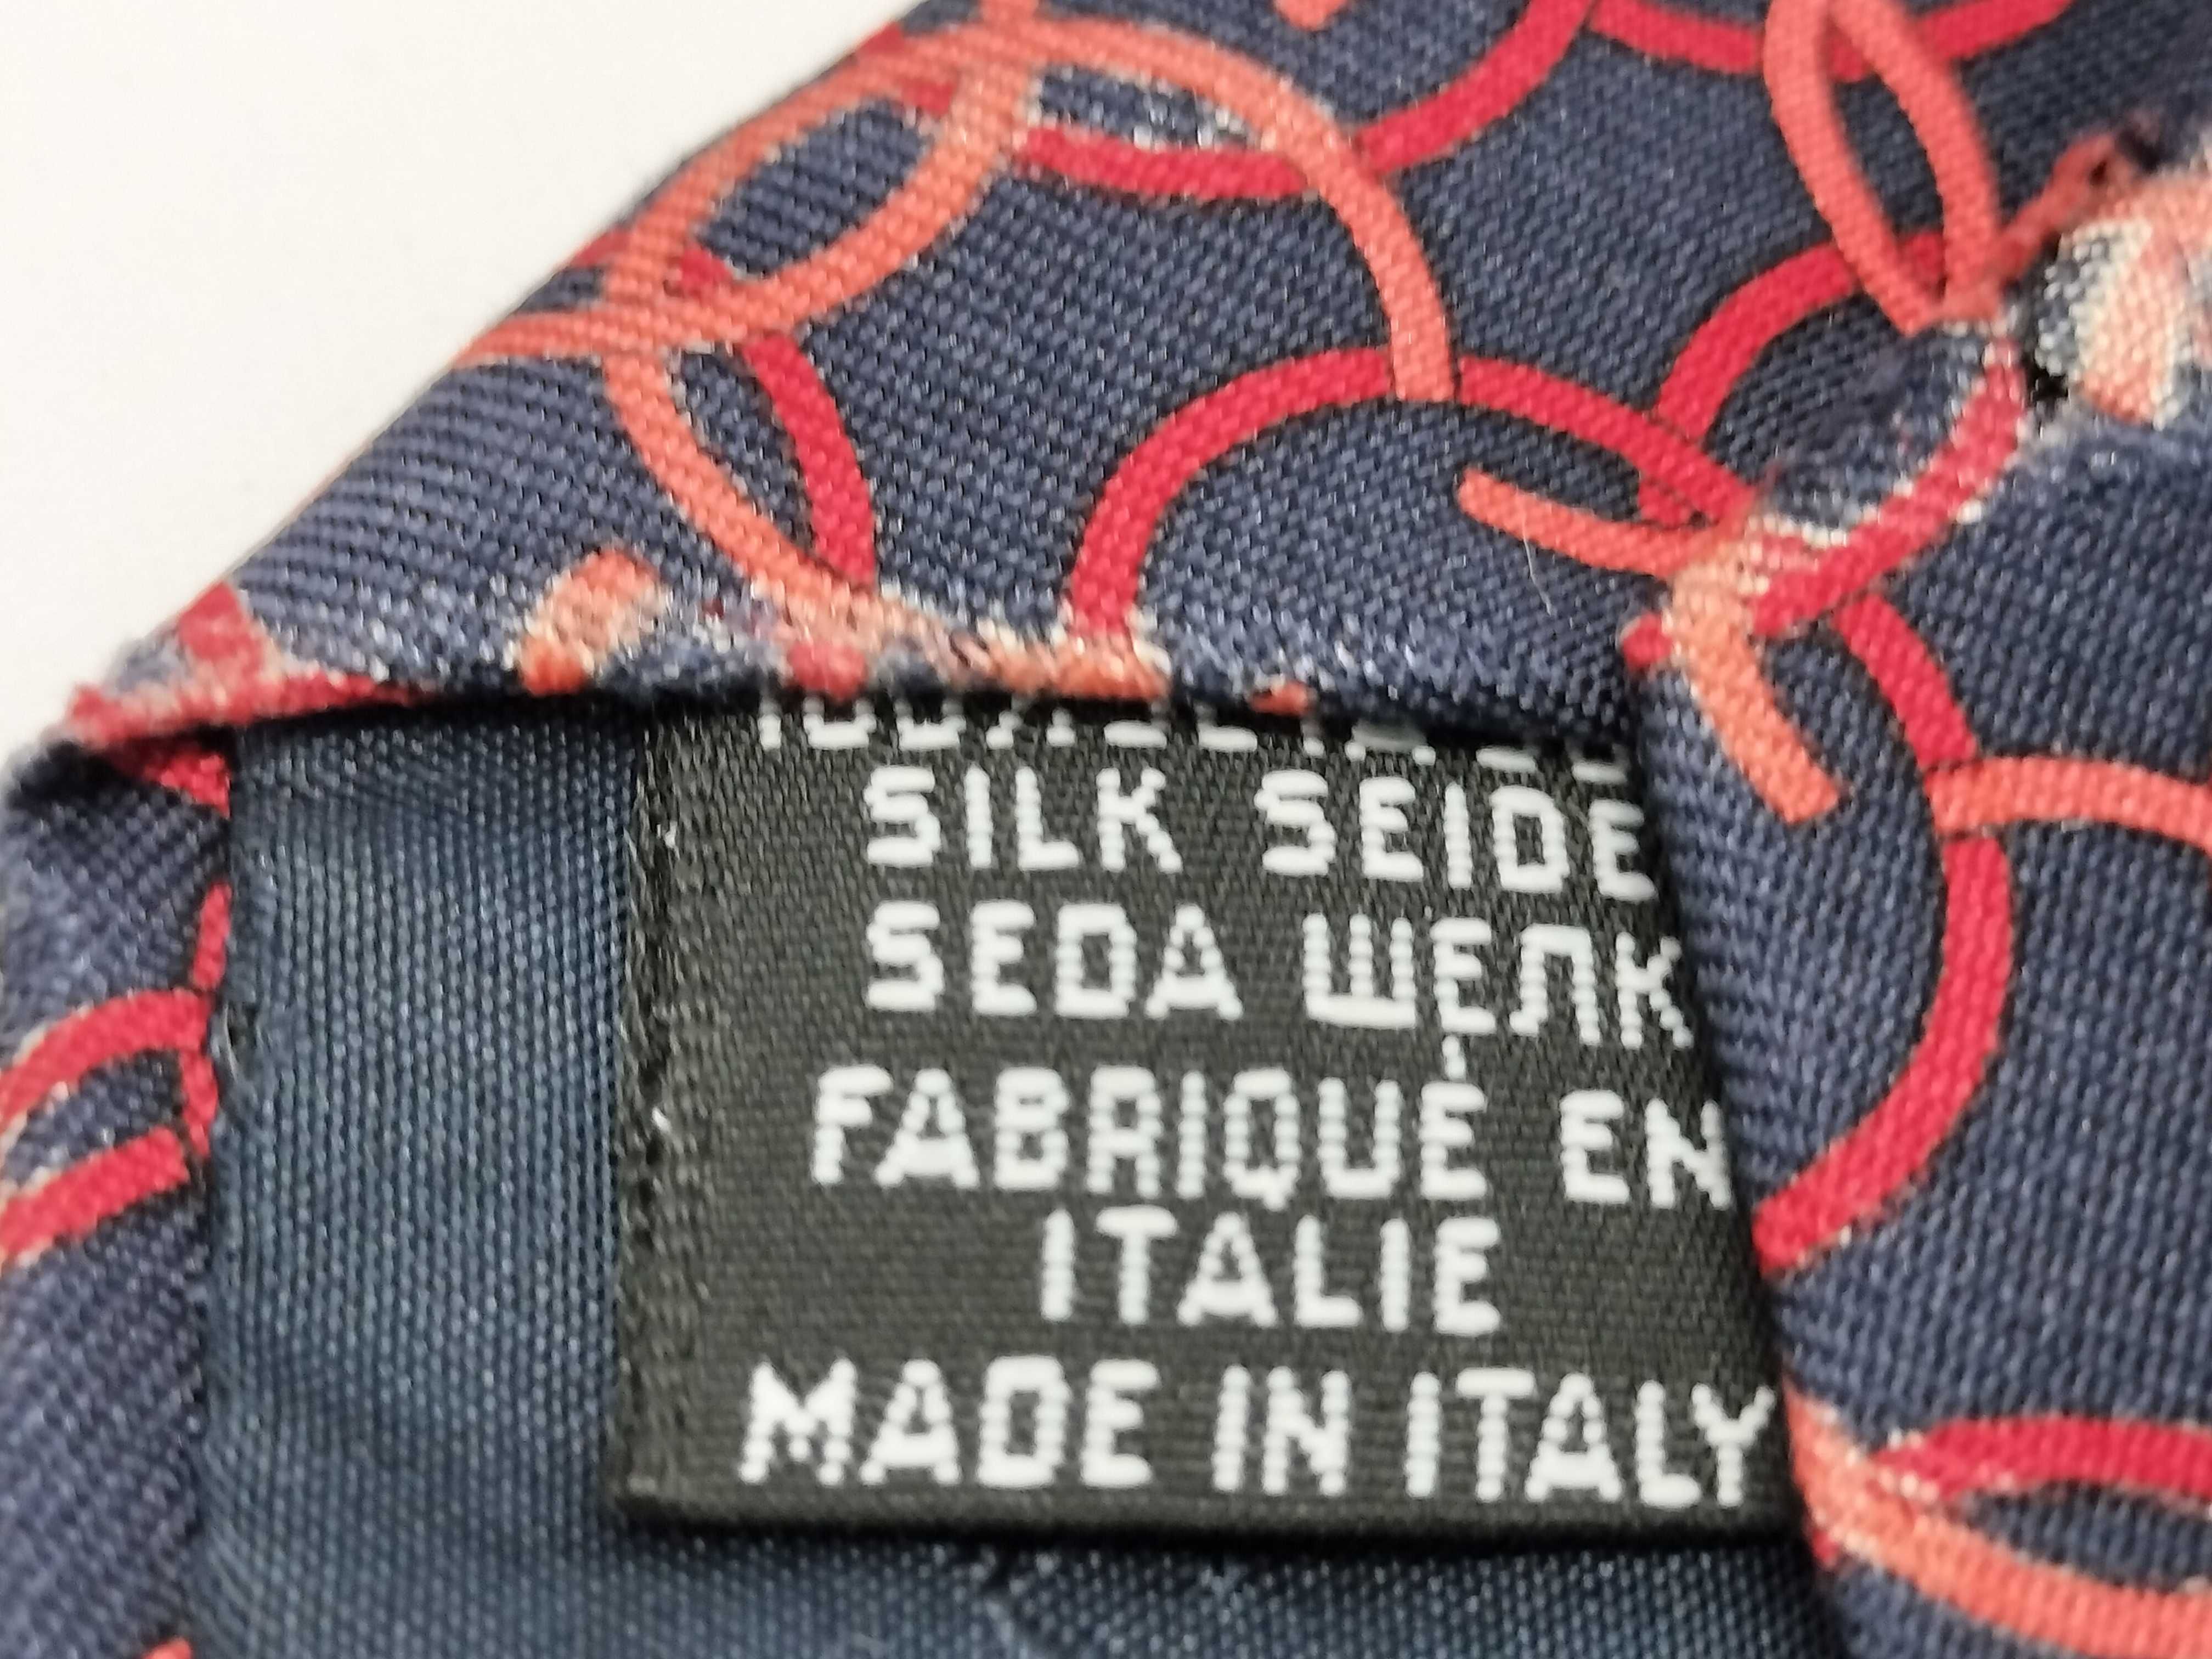 SILK SEIDE
SEDA ШЕЛК
FABRIQUÉ EN
ITALIE
MADE IN ITALY